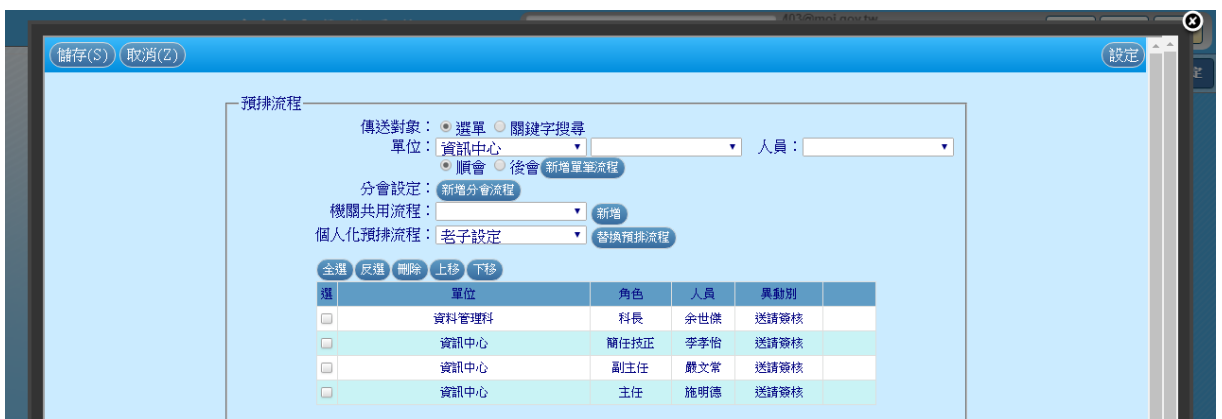 403@moi.gov.tw
儲存(S) 取消(Z) 設定
預排流程
傳送對象： 選單 關鍵字搜尋
單位： 資訊中心 人員：
順會 後會 新增單筆流程
分會設定： 新增分會流程
機關共用流程： 新增
個人化預排流程： 老子設定 替換預排流程
全選 反選 刪除 上移 下移
選 單位 角色 人員 異動別
資料管理科 科長 余世傑 送請簽核
資訊中心 簡任技正 李孝怡 送請簽核
資訊中心 副主任 嚴文常 送請簽核
資訊中心 主任 施明德 送請簽核